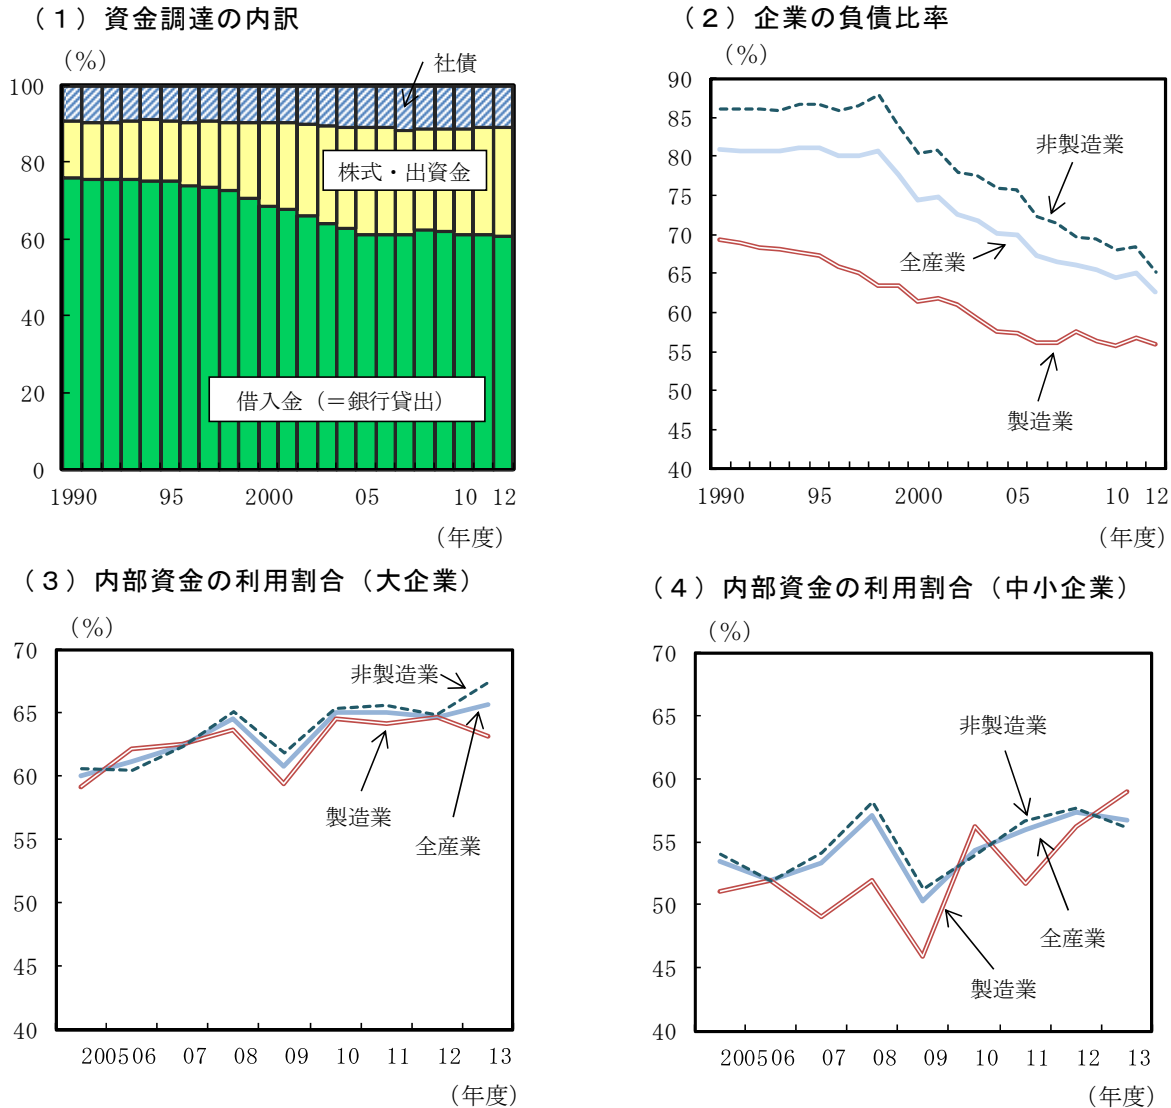 （１）資金調達の内訳
（%）
社債
100
80
60
40
20
0
株式・出資金
借入金（＝銀行貸出）
1990 95 2000 05 10 12
（年度）
（２）企業の負債比率
（%）
90
85
80
75
70
65
60
55
50
45
40
非製造業
全産業
製造業
1990 95 2000 05 10 12
（年度）
（３）内部資金の利用割合（大企業）
（%）
70
65
60
55
50
45
40
非製造業
製造業
全産業
2005 06 07 08 09 10 11 12 13
（年度）
（４）内部資金の利用割合（中小企業）
（%）
70
65
60
55
50
45
40
非製造業
全産業
製造業
2005 06 07 08 09 10 11 12 13
（年度）